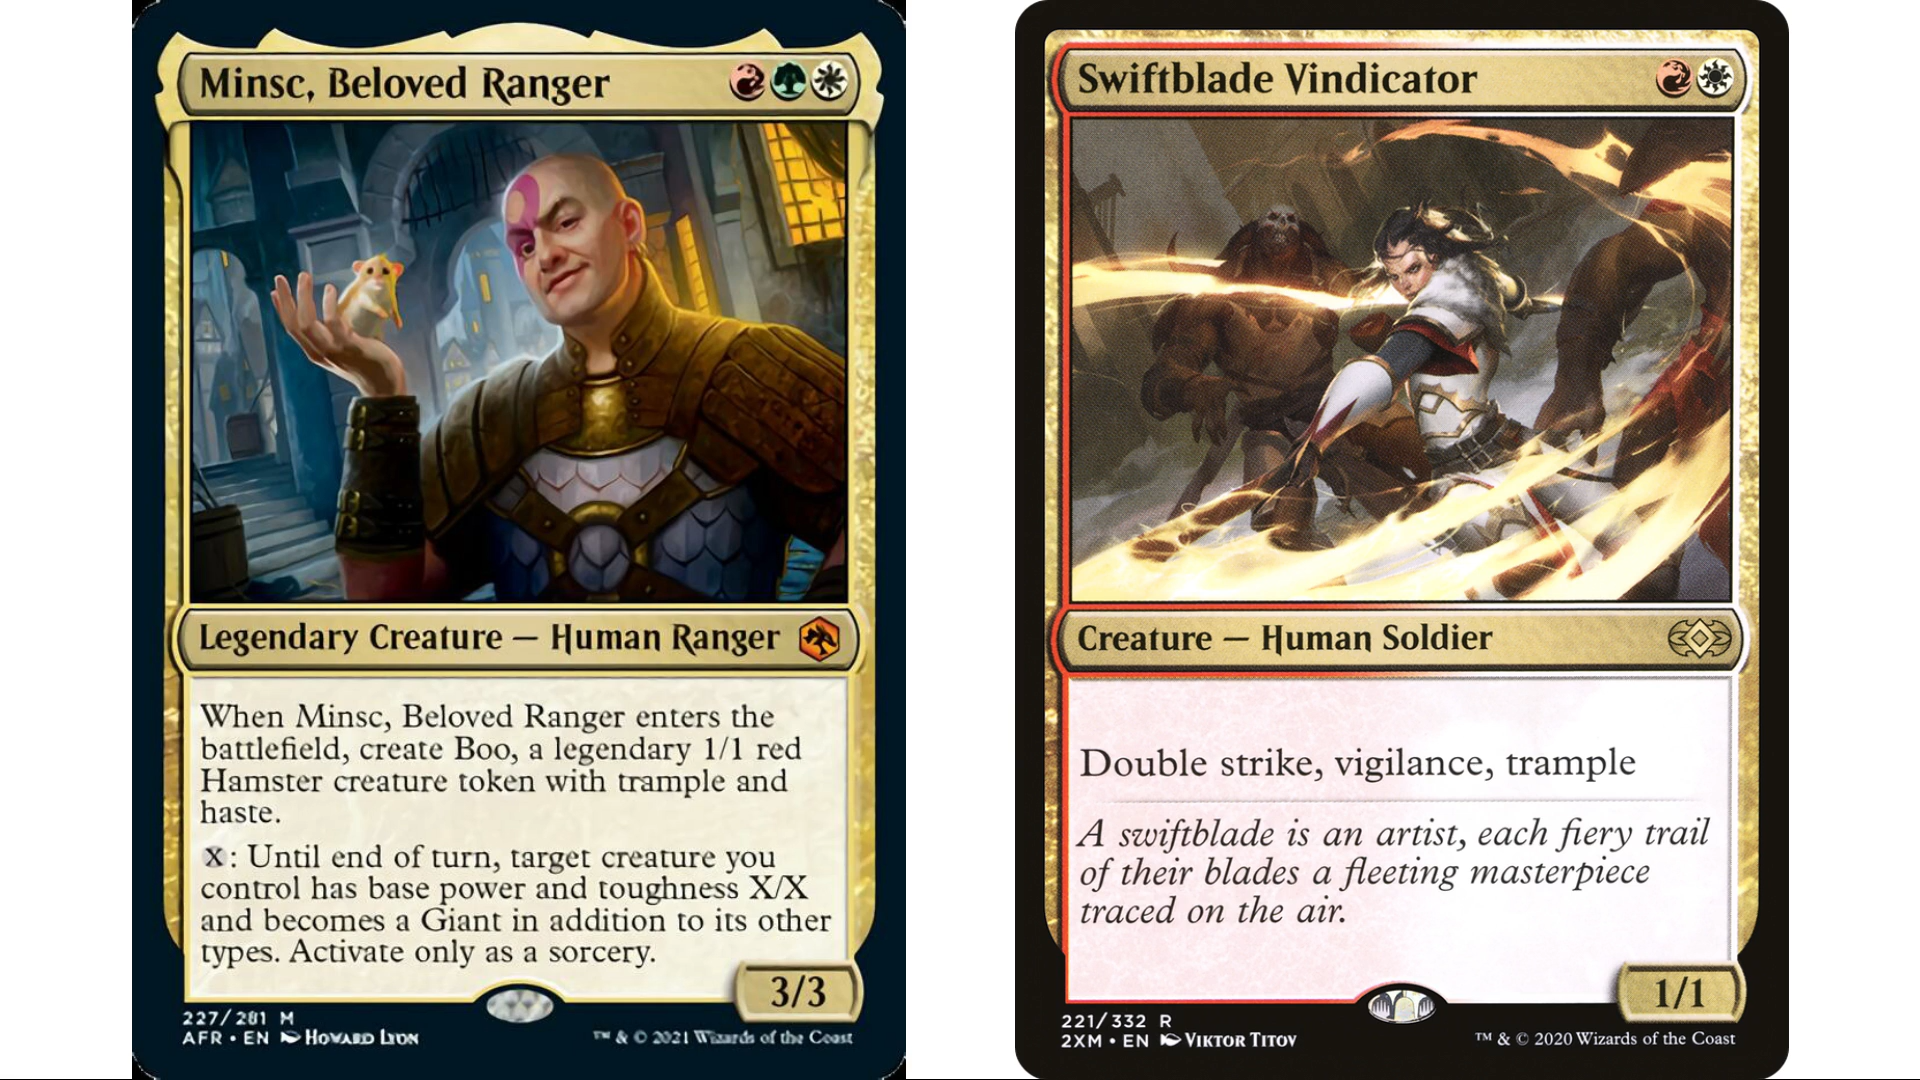 Minsc, Beloved Ranger
Legendary Creature — Human Ranger
When Minsc, Beloved Ranger enters the
battlefield, create Boo, a legendary 1/1 red
Hamster creature token with trample and
haste.
X: Until end of turn, target creature you
control has base power and toughness X/X
and becomes a Giant in addition to its other
types. Activate only as a sorcery.
3/3
227/281 M
AFR • EN Howard Lyon
™ & © 2021 Wizards of the Coast
Swiftblade Vindicator
Creature — Human Soldier
Double strike, vigilance, trample
A swiftblade is an artist, each fiery trail
of their blades a fleeting masterpiece
traced on the air.
1/1
221/332 R
2XM • EN Viktor Titov
™ & © 2020 Wizards of the Coast